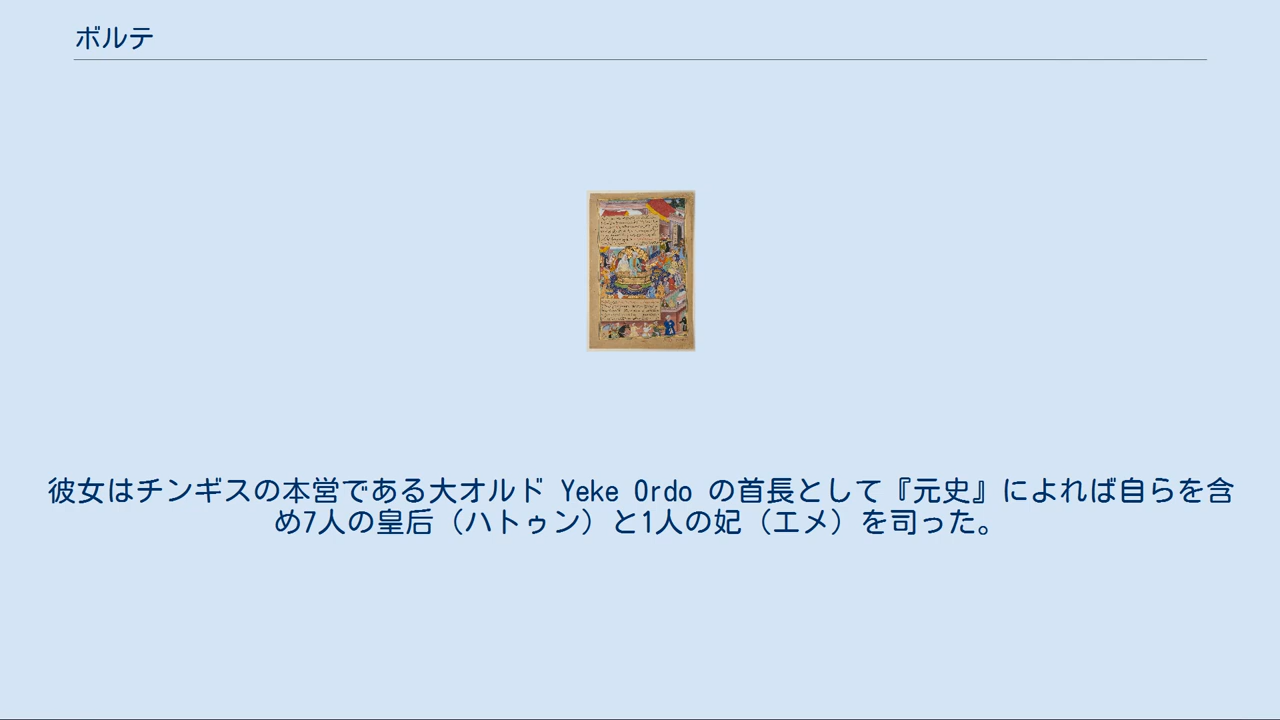 ボルテ
彼女はチンギスの本営である大オルド Yeke Ordo の首長として『元史』によれば自らを含
め7人の皇后（ハトゥン）と1人の妃（エメ）を司った。